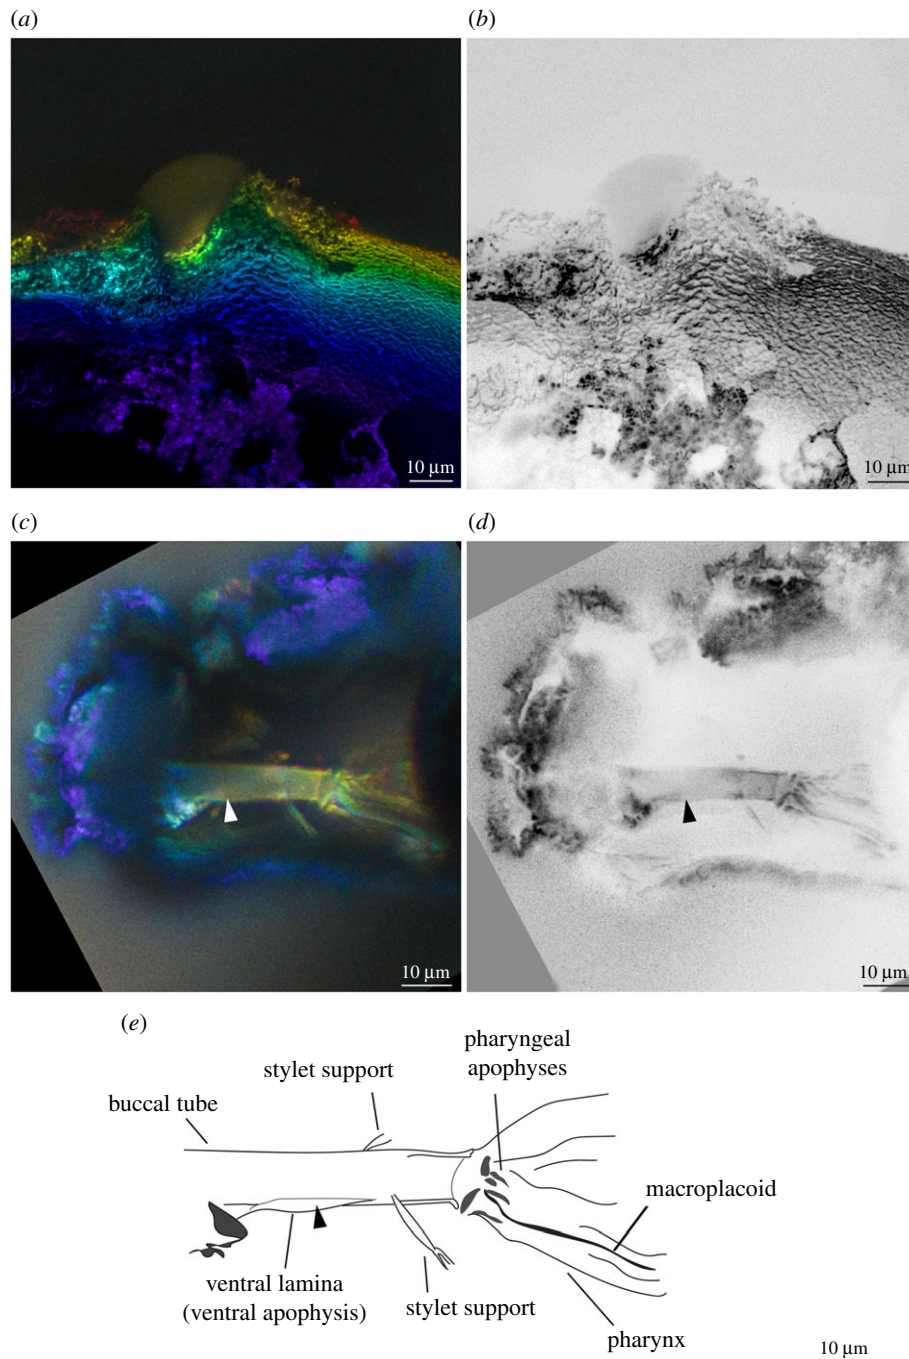 (a)
(b)
10 µm
10 µm
(c)
(d)
10 µm
10 µm
(e)
pharyngeal
apophyses
stylet support
buccal tube
macroplacoid
ventral lamina
(ventral apophysis)
stylet support
pharynx
10 µm